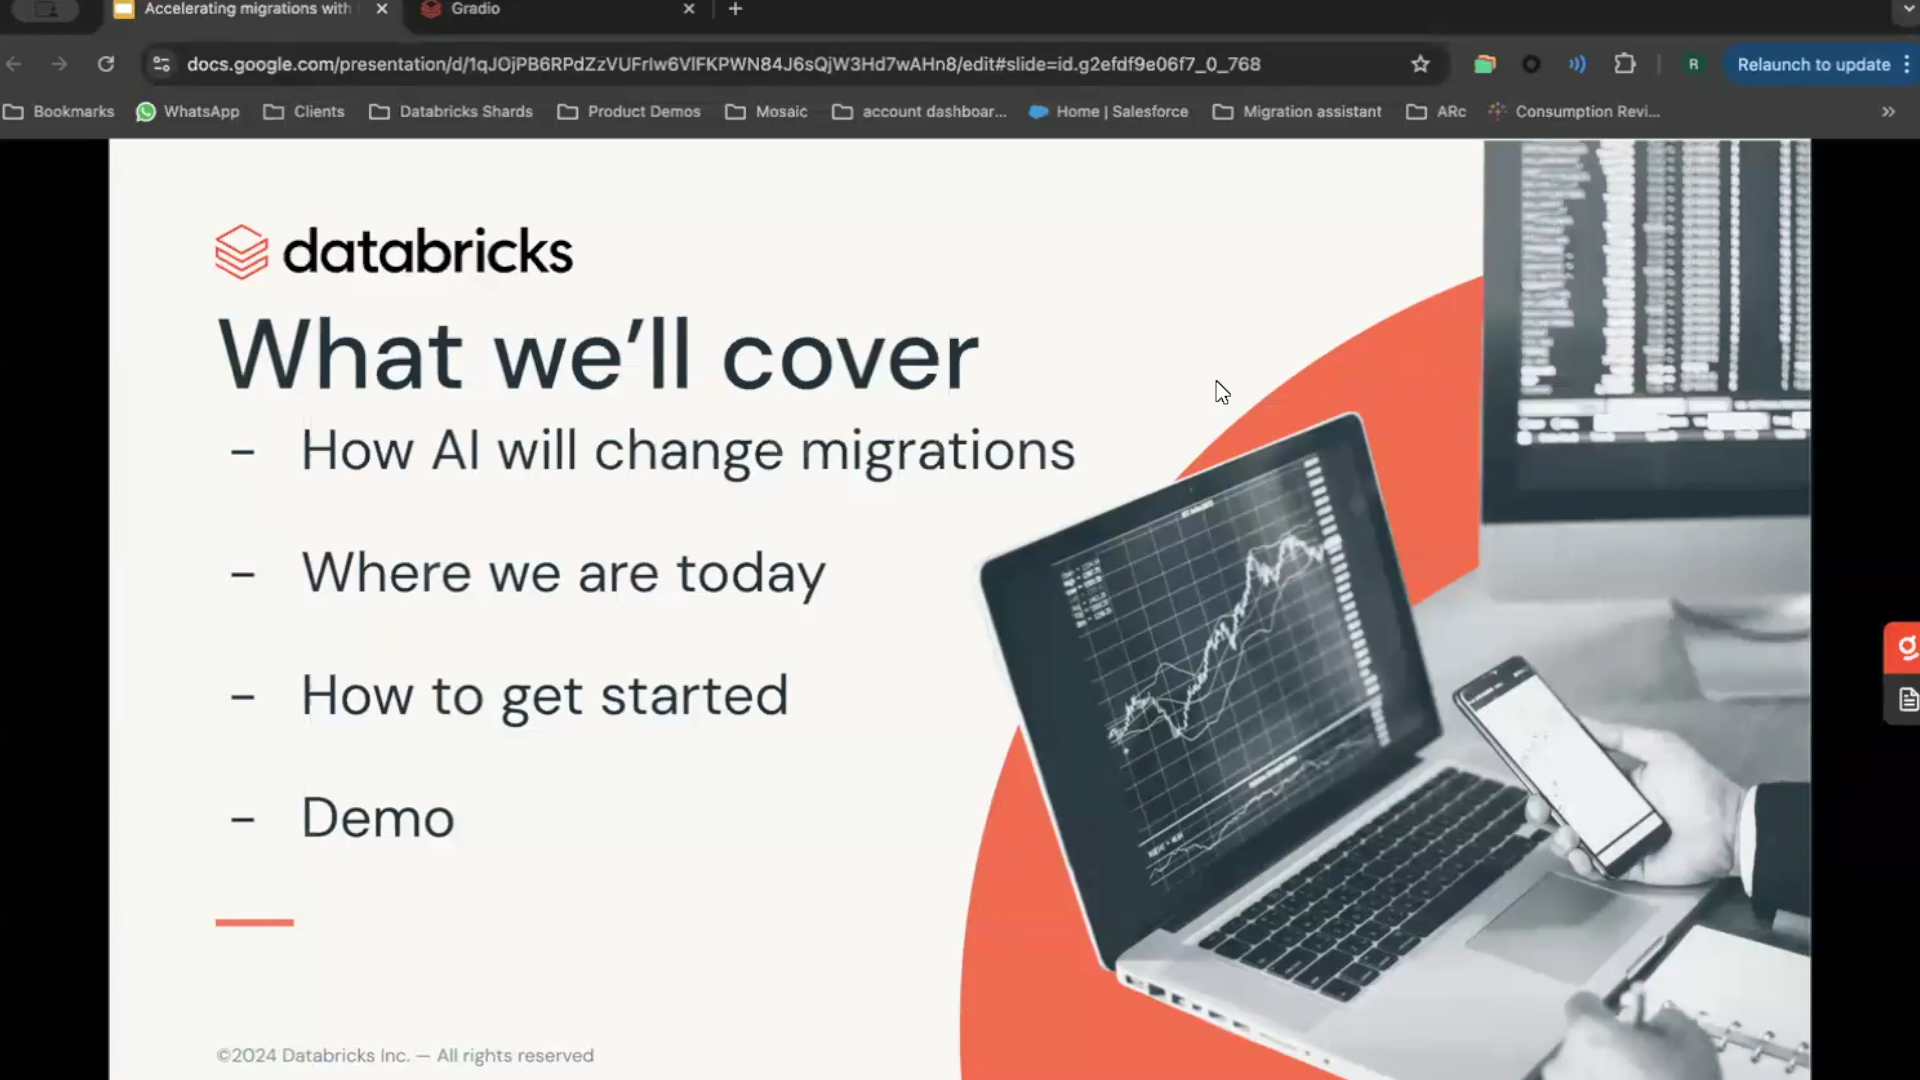 Accelerating migrations with
Gradio
docs.google.com/presentation/d/1qJOjPB6RPdZzVUFrIw6VIFKPWN84J6sQjW3Hd7wAHn8/edit#slide=id.g2efdf9e06f7_0_768
R
Relaunch to update
Bookmarks
WhatsApp
Clients
Databricks Shards
Product Demos
Mosaic
account dashboar...
Home | Salesforce
Migration assistant
ARc
Consumption Revi...
databricks
What we’ll cover
- How AI will change migrations
- Where we are today
- How to get started
- Demo
©2024 Databricks Inc. — All rights reserved